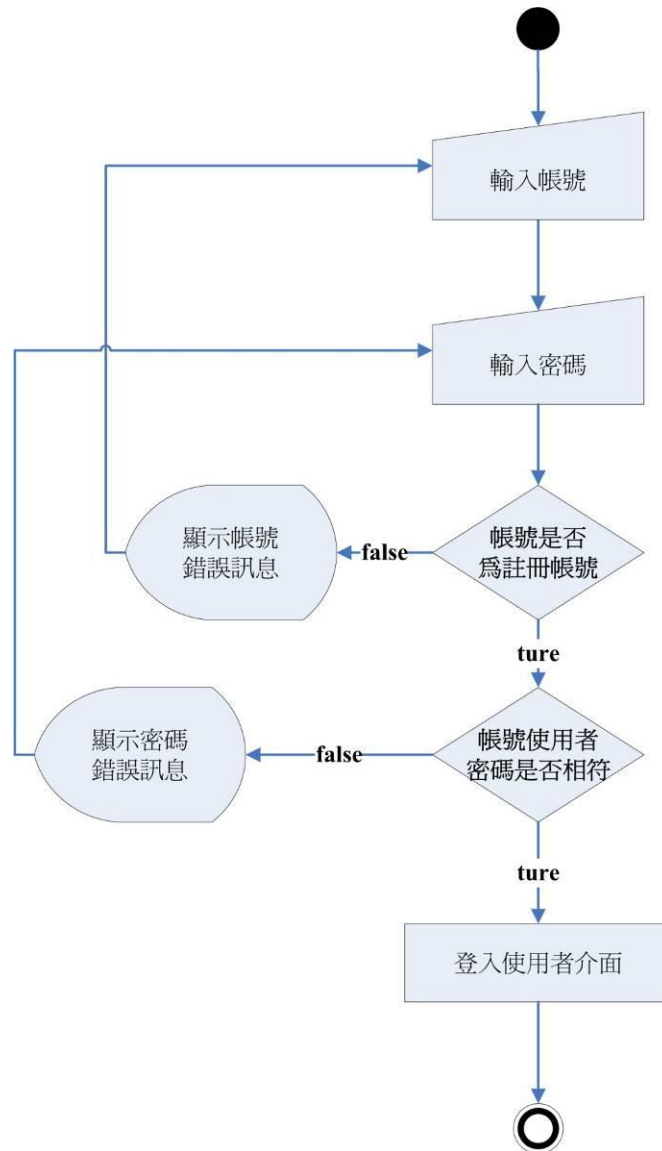 輸入帳號
輸入密碼
顯示帳號
錯誤訊息
false
帳號是否
為註冊帳號
ture
顯示密碼
錯誤訊息
false
帳號使用者
密碼是否相符
ture
登入使用者介面